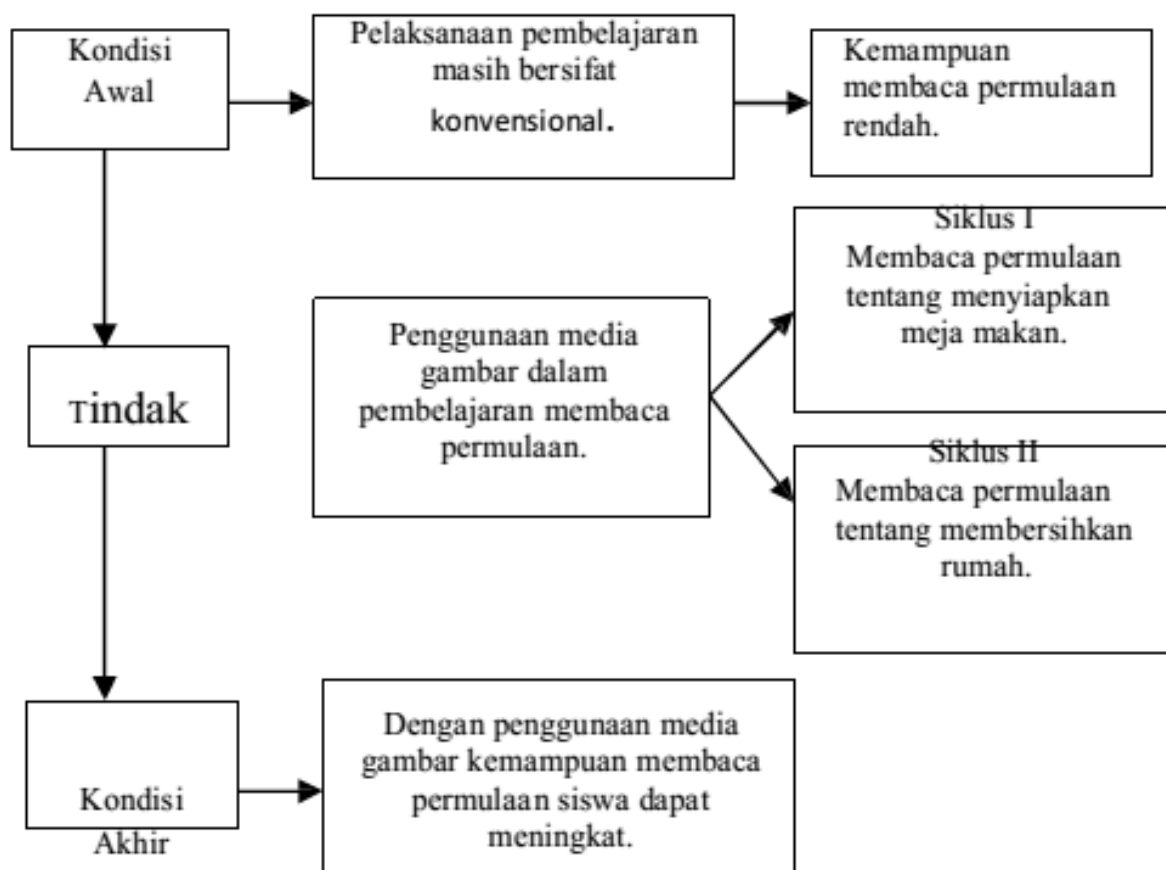 Kondisi
Awal
Pelaksanaan pembelajaran
masih bersifat
konvensional.
Kemampuan
membaca permulaan
rendah.
Tindak
Penggunaan media
gambar dalam
pembelajaran membaca
permulaan.
Siklus I
Membaca permulaan
tentang menyiapkan
meja makan.
Siklus II
Membaca permulaan
tentang membersihkan
rumah.
Kondisi
Akhir
Dengan penggunaan media
gambar kemampuan membaca
permulaan siswa dapat
meningkat.